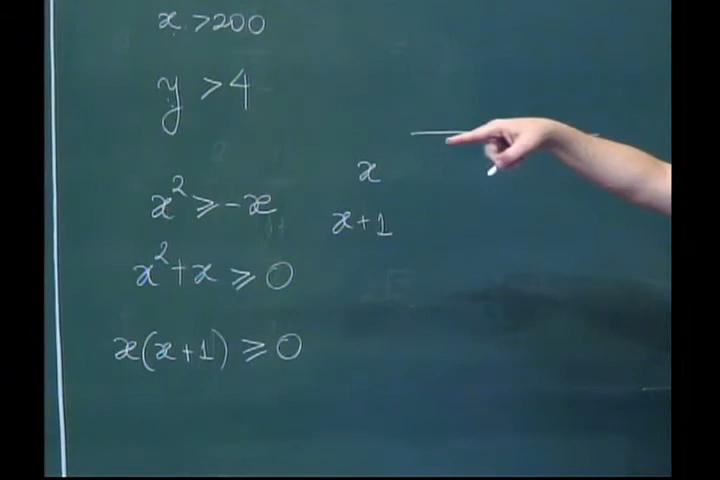 x > 200
y > 4
x² ⩾ -x
x² + x ⩾ 0
x(x+1) ⩾ 0
x
x+1